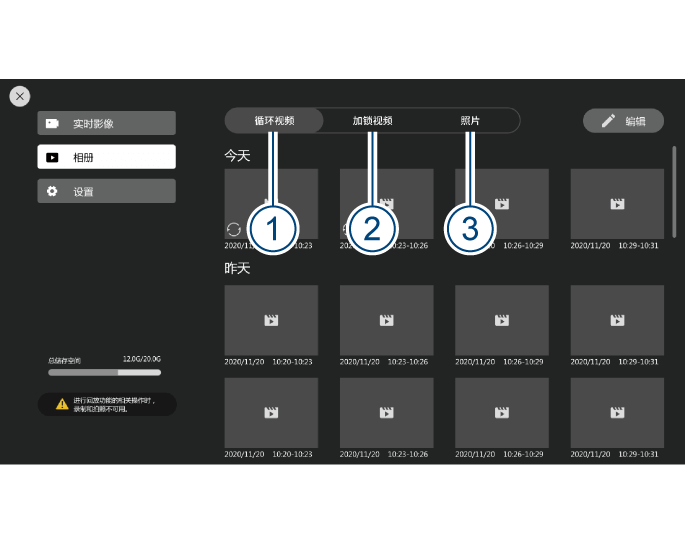 实时影像
相册
设置
循环视频 加锁视频 照片
编辑
今天
1 2 3
10:23 10:23-10:26 2020/11/20 10:26-10:29 2020/11/20 10:29-10:31
昨天
2020/11/20 10:20-10:23 2020/11/20 10:23-10:26 2020/11/20 10:26-10:29 2020/11/20 10:29-10:31
总储存空间 12.0G/20.0G
进行回放功能的相关操作时，
录制和拍照不可用。
2020/11/20 10:20-10:23 2020/11/20 10:23-10:26 2020/11/20 10:26-10:29 2020/11/20 10:29-10:31